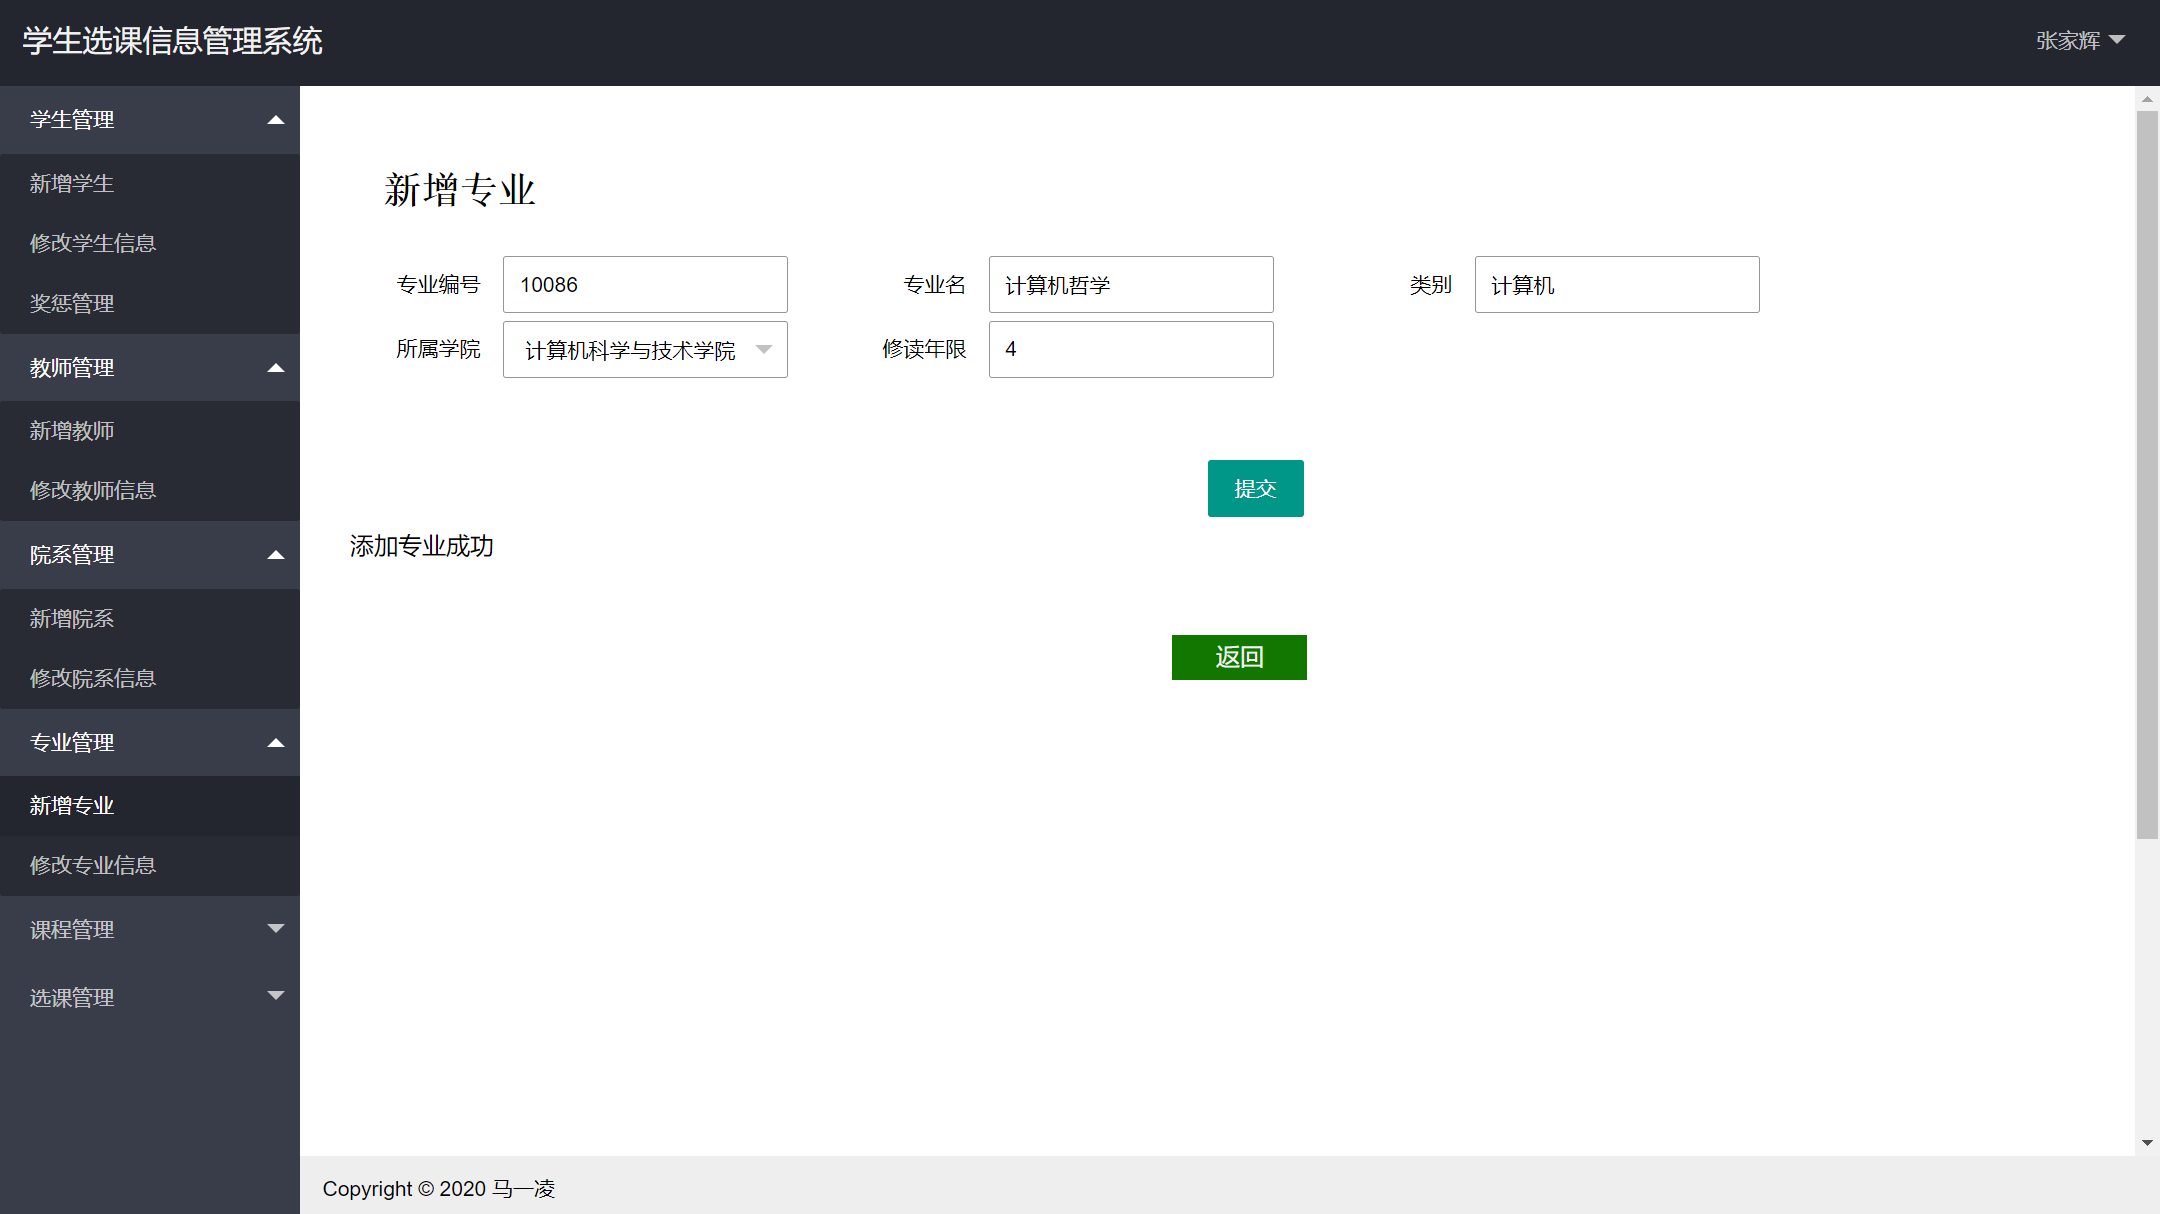 学生选课信息管理系统
张家辉
学生管理
新增学生
修改学生信息
奖惩管理
教师管理
新增教师
修改教师信息
院系管理
新增院系
修改院系信息
专业管理
新增专业
修改专业信息
课程管理
选课管理
新增专业
专业编号 10086 专业名 计算机哲学 类别 计算机
所属学院 计算机科学与技术学院 修读年限 4
提交
添加专业成功
返回
Copyright © 2020 马一凌